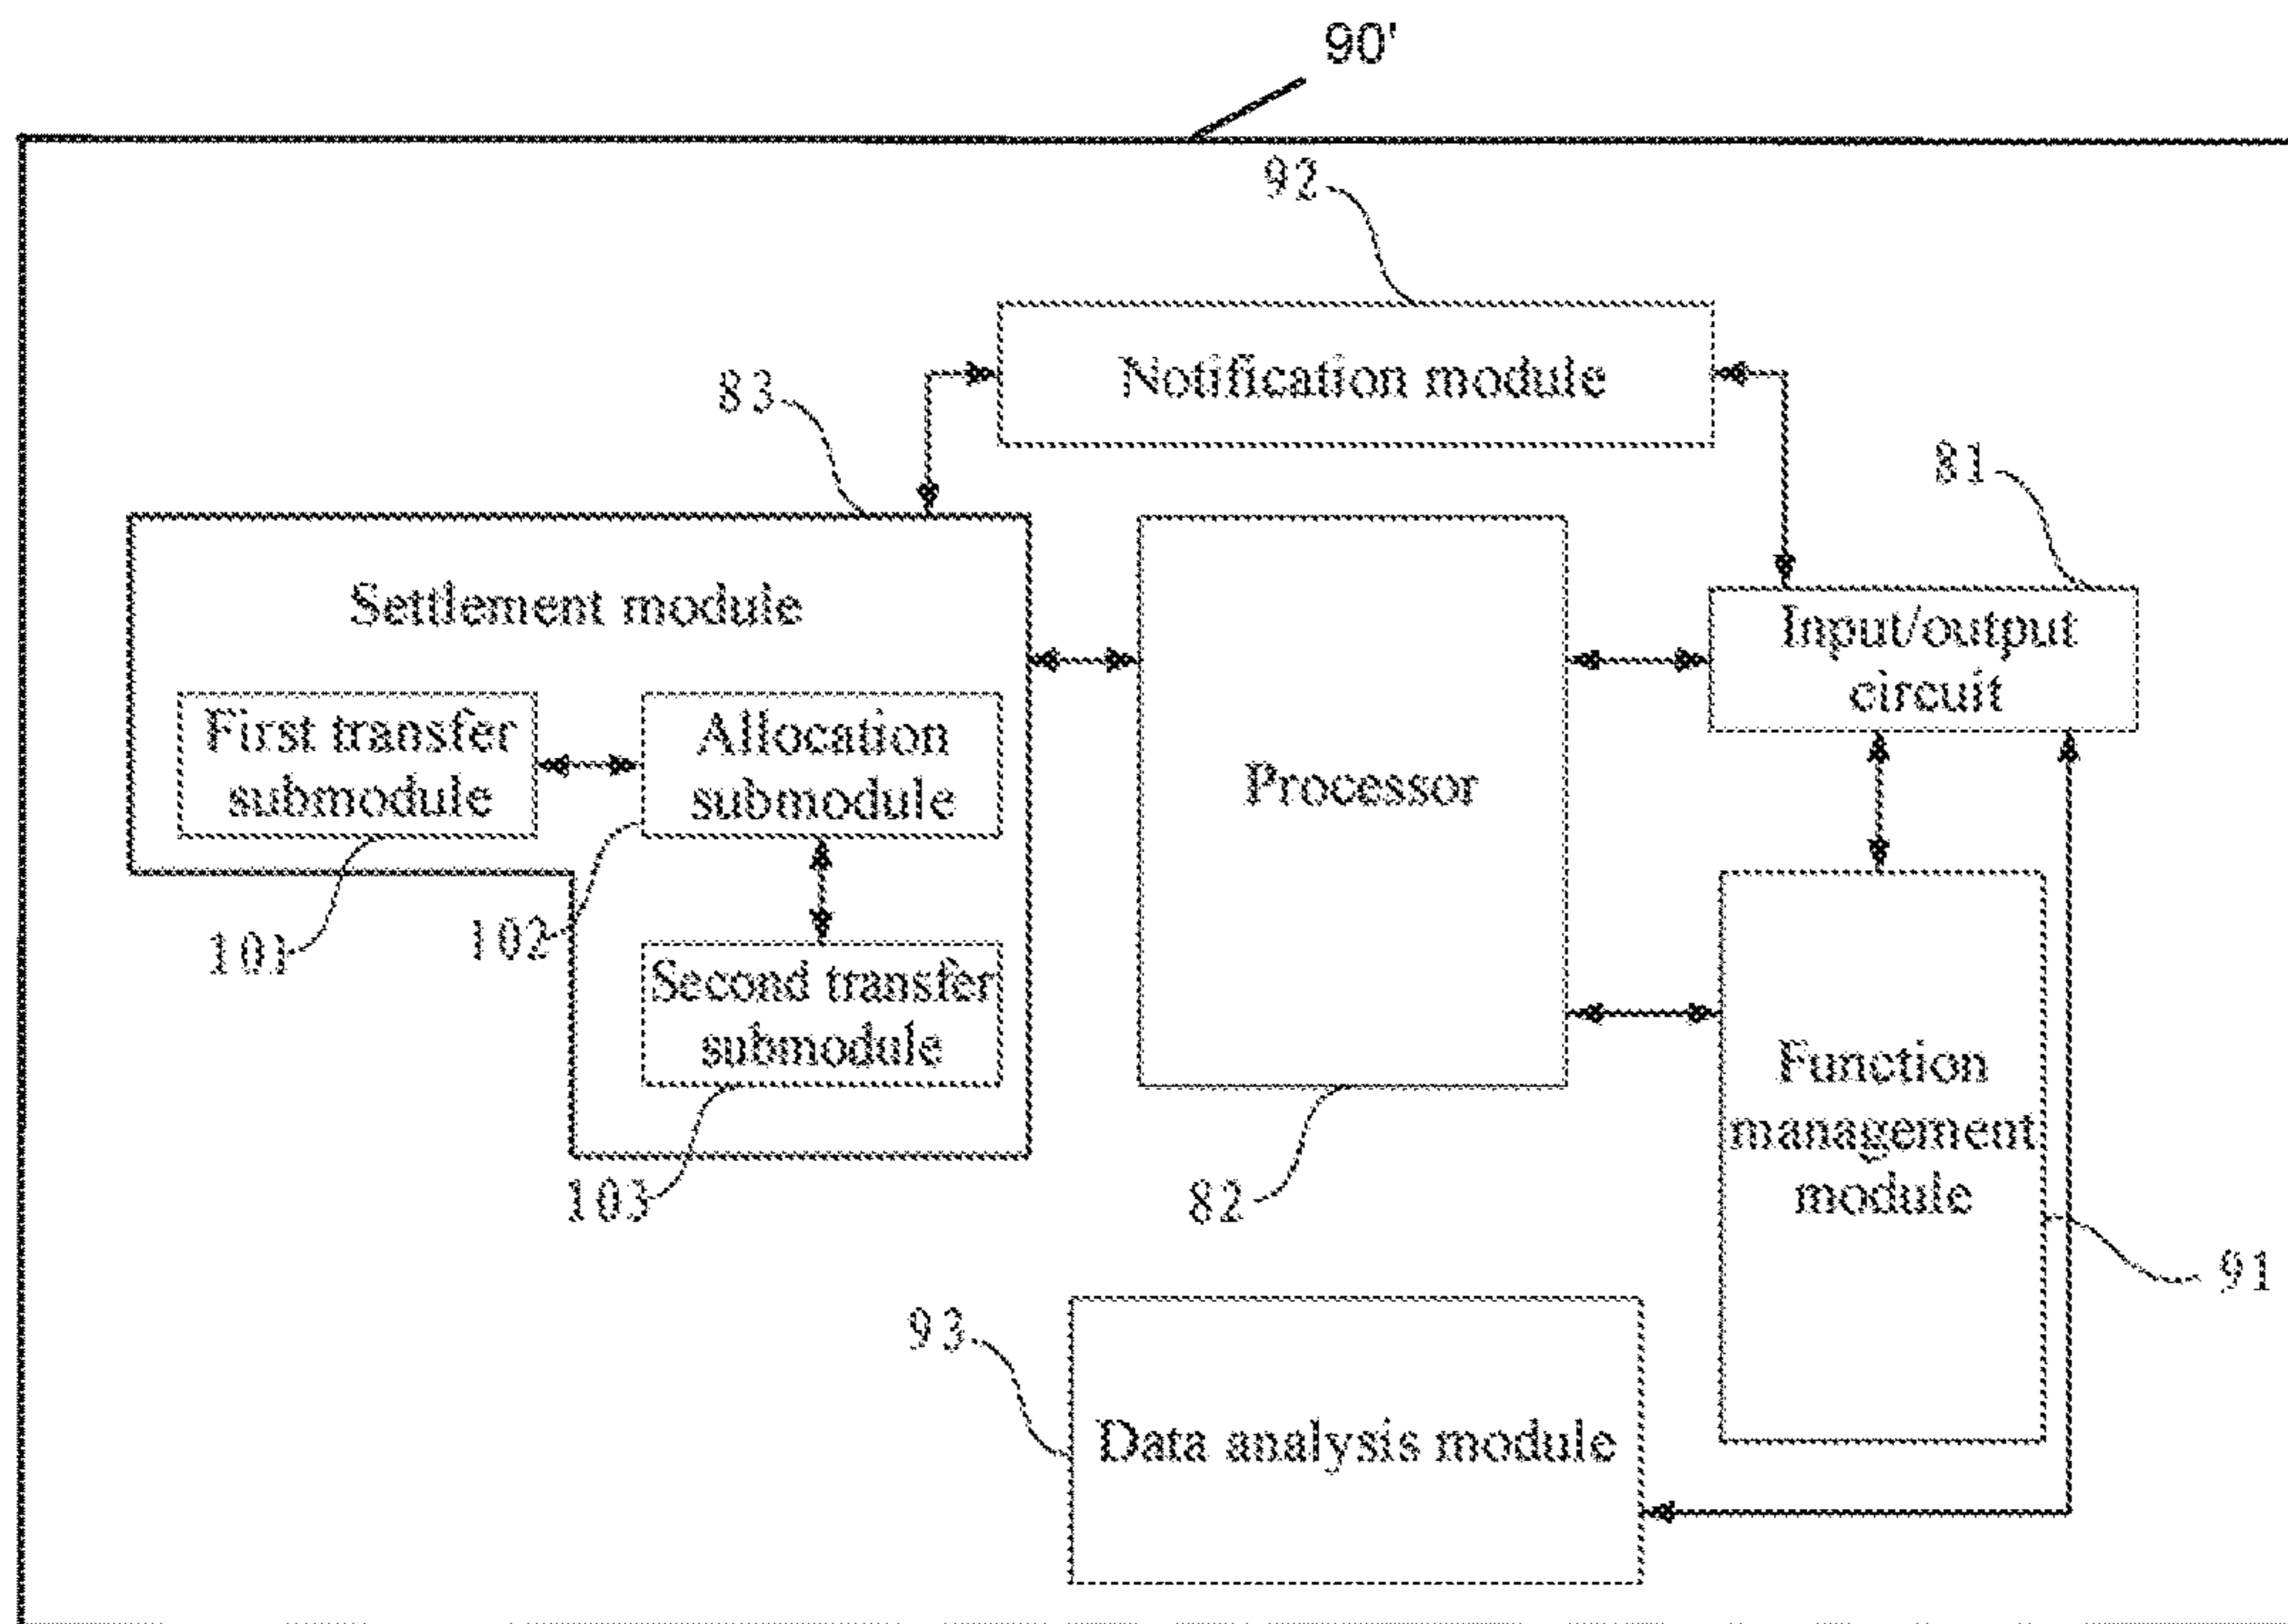 90'
92
Notification module
83
81
Settlement module
Input/output
circuit
First transfer
submodule
Allocation
submodule
Processor
101
102
Second transfer
submodule
Function
management
module
103
82
91
93
Data analysis module